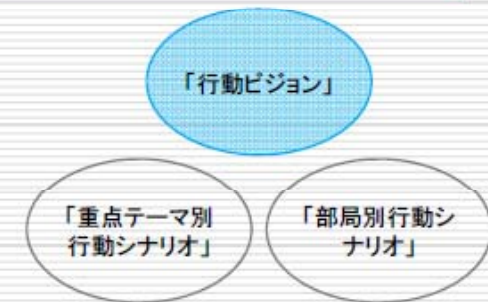 「行動ビジョン」
「重点テーマ別
行動シナリオ」
「部局別行動シ
ナリオ」